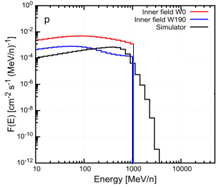 p
Inner field W0
Inner field W190
Simulator
F(E) [cm⁻² s⁻¹ (MeV/n)⁻¹]
10⁰
10⁻²
10⁻⁴
10⁻⁶
10⁻⁸
10⁻¹⁰
10⁻¹²
10 100 1000 10000
Energy [MeV/n]